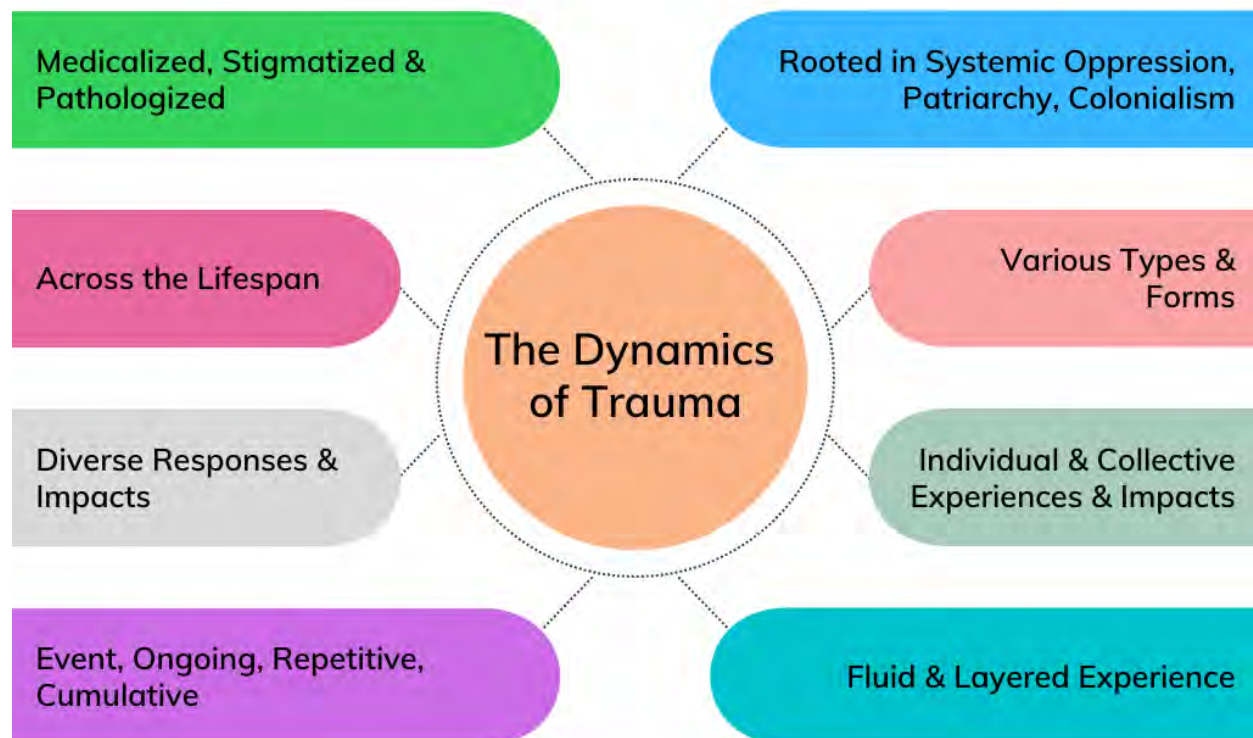 Medicalized, Stigmatized &
Pathologized
Rooted in Systemic Oppression,
Patriarchy, Colonialism
Across the Lifespan
Various Types &
Forms
The Dynamics
of Trauma
Diverse Responses &
Impacts
Individual & Collective
Experiences & Impacts
Event, Ongoing, Repetitive,
Cumulative
Fluid & Layered Experience